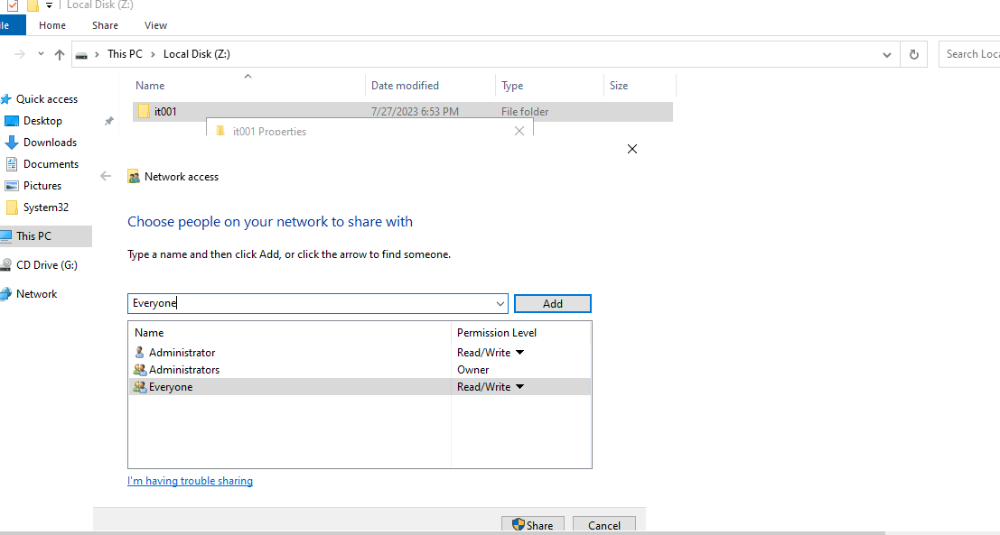 Local Disk (Z:)
ile Home Share View
This PC Local Disk (Z:) Search Loca
Name Date modified Type Size
Quick access
it001 7/27/2023 6:53 PM File folder
Desktop
it001 Properties
Downloads
Documents
Network access
Pictures
System32
Choose people on your network to share with
This PC
Type a name and then click Add, or click the arrow to find someone.
CD Drive (G:)
Network
Everyone Add
Name Permission Level
Administrator Read/Write
Administrators Owner
Everyone Read/Write
I'm having trouble sharing
Share Cancel